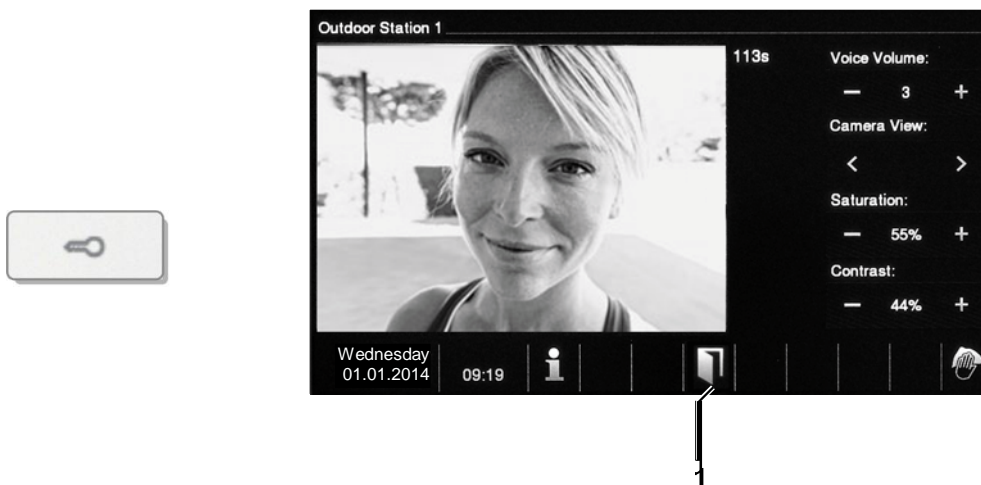 Outdoor Station 1
113s
Voice Volume:
— 3 +
Camera View:
< >
Saturation:
— 55% +
Contrast:
— 44% +
Wednesday
01.01.2014
09:19
1